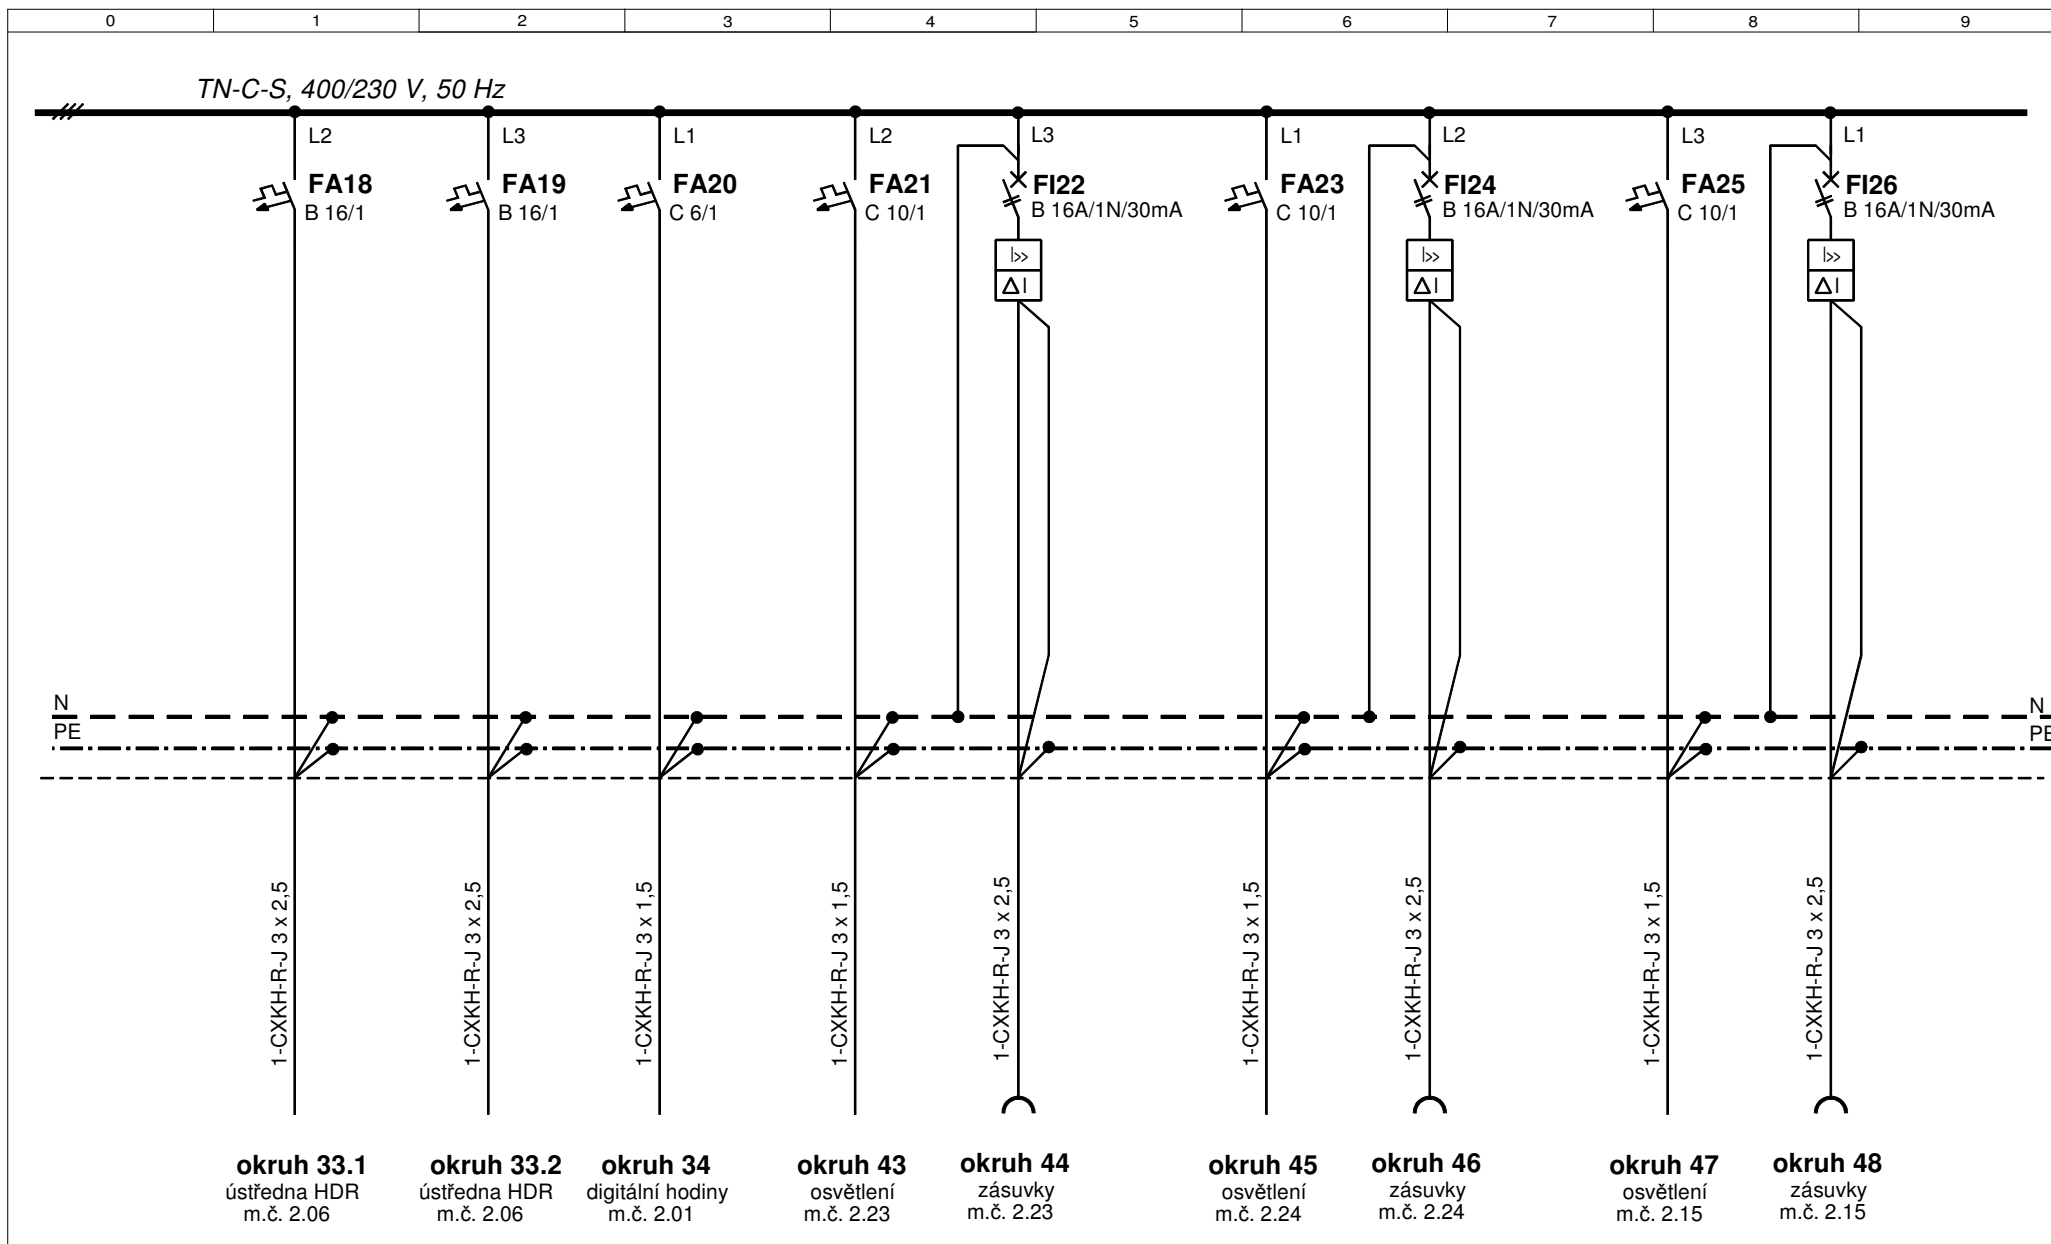 0 1 2 3 4 5 6 7 8 9
TN-C-S, 400/230 V, 50 Hz
L2 L3 L1 L2 L3 L1 L2 L3 L1
FA18 FA19 FA20 FA21 FI22 FA23 FI24 FA25 FI26
B 16/1 B 16/1 C 6/1 C 10/1 B 16A/1N/30mA C 10/1 B 16A/1N/30mA C 10/1 B 16A/1N/30mA
I>> I>> I>>
Δ I Δ I Δ I
N N
PE PE
1-CXKH-R-J 3 x 2,5
1-CXKH-R-J 3 x 2,5
1-CXKH-R-J 3 x 1,5
1-CXKH-R-J 3 x 1,5
1-CXKH-R-J 3 x 2,5
1-CXKH-R-J 3 x 1,5
1-CXKH-R-J 3 x 2,5
1-CXKH-R-J 3 x 1,5
1-CXKH-R-J 3 x 2,5
okruh 33.1 okruh 33.2 okruh 34 okruh 43 okruh 44 okruh 45 okruh 46 okruh 47 okruh 48
ústředna HDR ústředna HDR digitální hodiny osvětlení zásuvky osvětlení zásuvky osvětlení zásuvky
m.č. 2.06 m.č. 2.06 m.č. 2.01 m.č. 2.23 m.č. 2.23 m.č. 2.24 m.č. 2.24 m.č. 2.15 m.č. 2.15